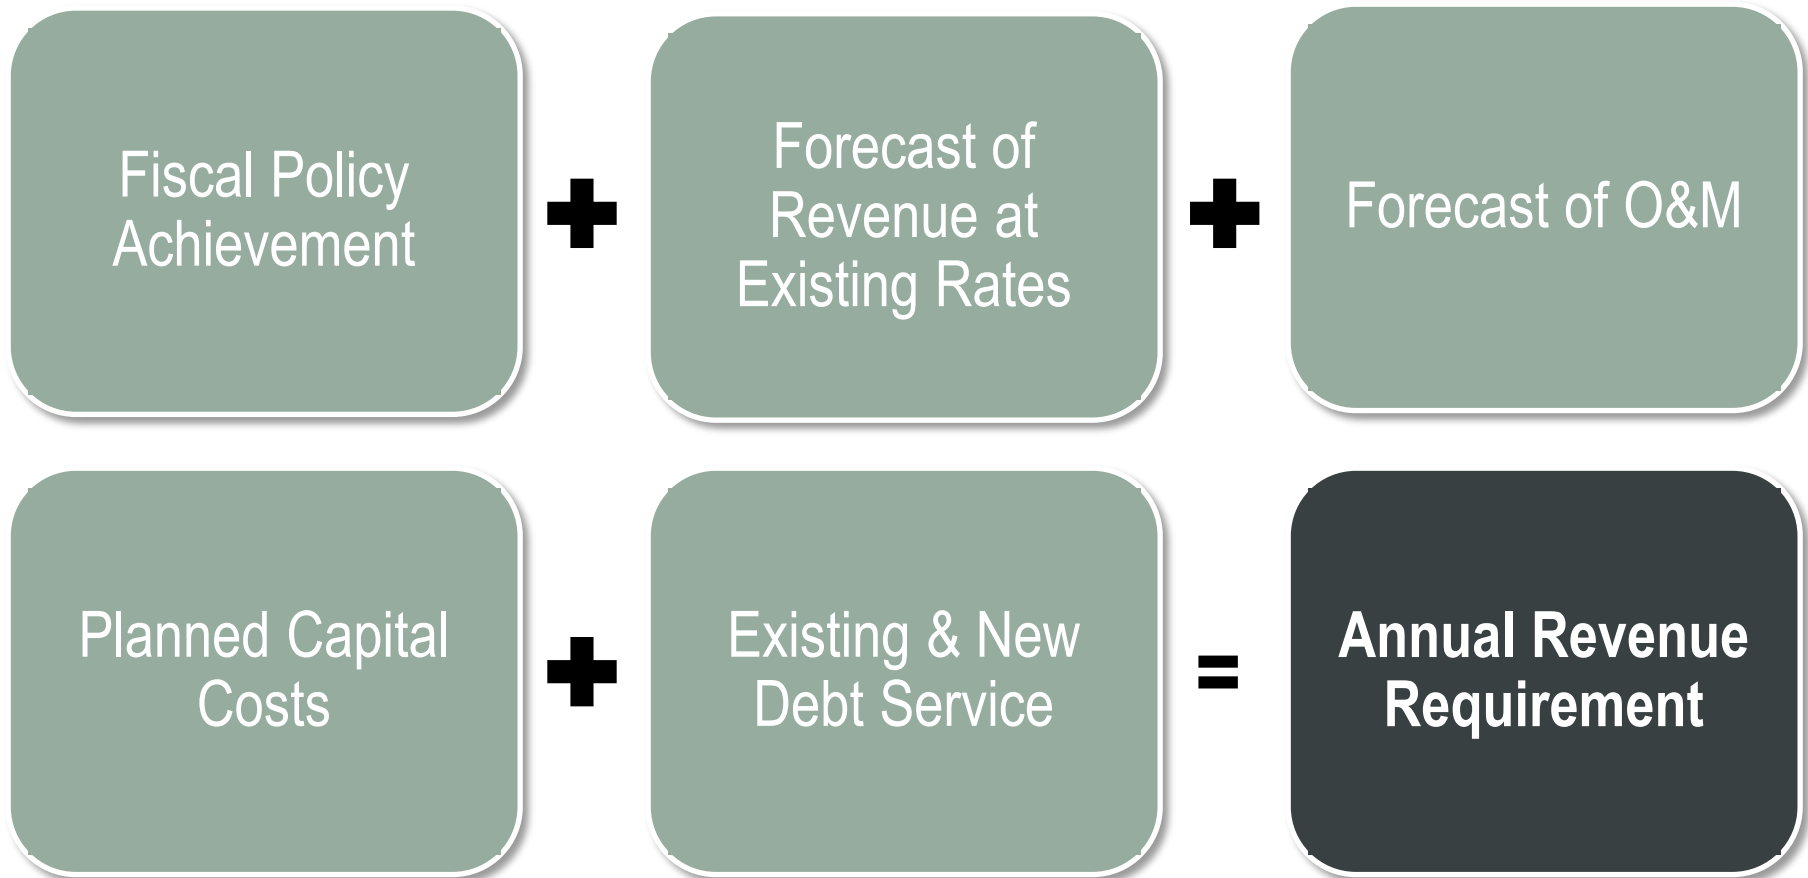 Fiscal Policy
Achievement
+
Forecast of
Revenue at
Existing Rates
+
Forecast of O&M
Planned Capital
Costs
+
Existing & New
Debt Service
=
Annual Revenue
Requirement